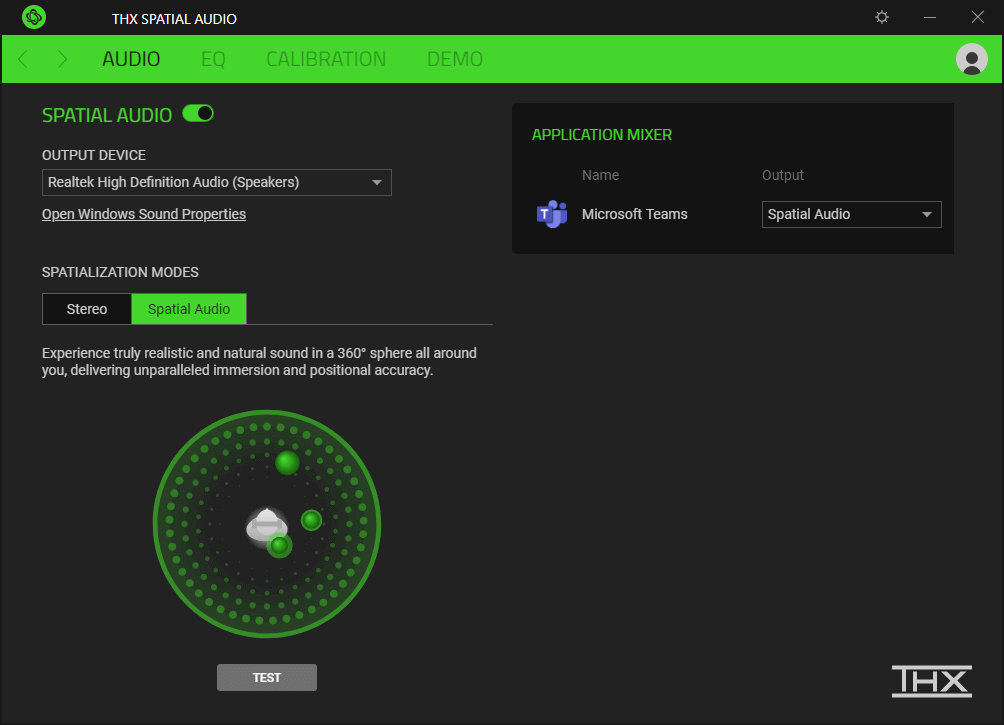 THX SPATIAL AUDIO
AUDIO
EQ
CALIBRATION
DEMO
SPATIAL AUDIO
OUTPUT DEVICE
Realtek High Definition Audio (Speakers)
Open Windows Sound Properties
SPATIALIZATION MODES
Stereo
Spatial Audio
Experience truly realistic and natural sound in a 360° sphere all around
you, delivering unparalleled immersion and positional accuracy.
TEST
APPLICATION MIXER
Name
Output
T
Microsoft Teams
Spatial Audio
THX